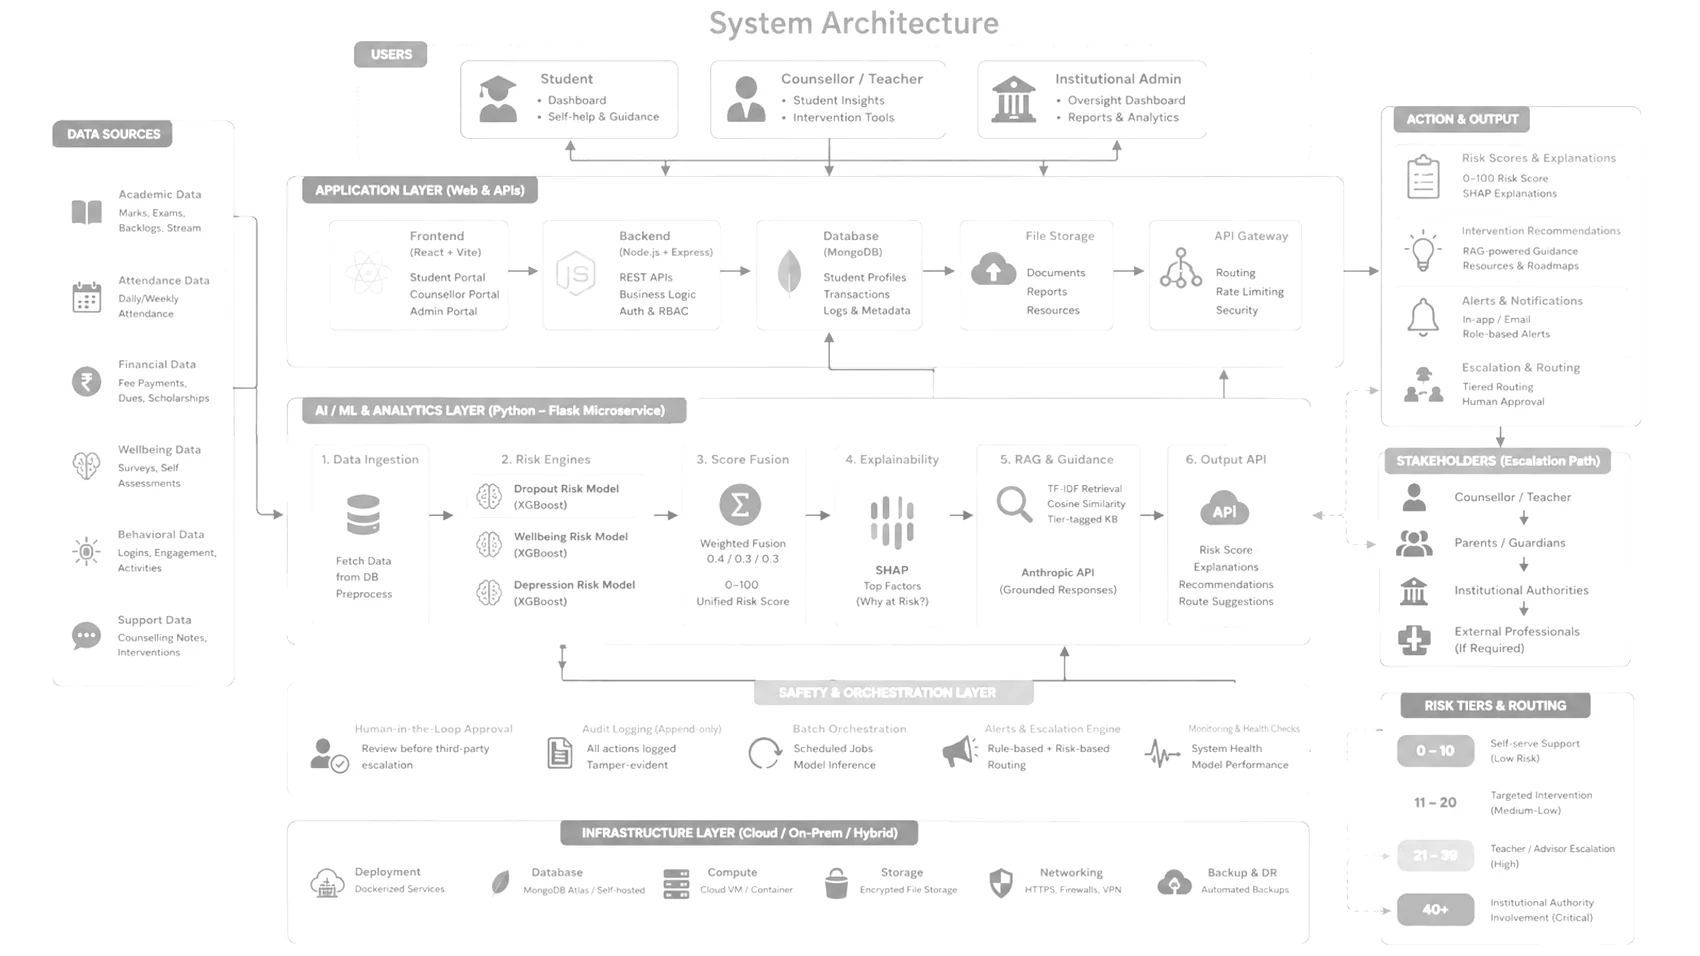 System Architecture
USERS
Student
• Dashboard
• Self-help & Guidance
Counsellor / Teacher
• Student Insights
• Intervention Tools
Institutional Admin
• Oversight Dashboard
• Reports & Analytics
DATA SOURCES
Academic Data
Marks, Exams,
Backlogs, Stream
Attendance Data
Daily/Weekly
Attendance
Financial Data
Fee Payments,
Dues, Scholarships
Wellbeing Data
Surveys, Self
Assessments
Behavioral Data
Logins, Engagement,
Activities
Support Data
Counselling Notes,
Interventions
APPLICATION LAYER (Web & APIs)
Frontend
(React + Vite)
Student Portal
Counsellor Portal
Admin Portal
JS
Backend
(Node.js + Express)
REST APIs
Business Logic
Auth & RBAC
Database
(MongoDB)
Student Profiles
Transactions
Logs & Metadata
File Storage
Documents
Reports
Resources
API Gateway
Routing
Rate Limiting
Security
AI / ML & ANALYTICS LAYER (Python – Flask Microservice)
1. Data Ingestion
Fetch Data
from DB
Preprocess
2. Risk Engines
Dropout Risk Model
(XGBoost)
Wellbeing Risk Model
(XGBoost)
Depression Risk Model
(XGBoost)
3. Score Fusion
Σ
Weighted Fusion
0.4 / 0.3 / 0.3
0–100
Unified Risk Score
4. Explainability
SHAP
Top Factors
(Why at Risk?)
5. RAG & Guidance
TF-IDF Retrieval
Cosine Similarity
Tier-tagged KB
Anthropic API
(Grounded Responses)
6. Output API
API
Risk Score
Explanations
Recommendations
Route Suggestions
SAFETY & ORCHESTRATION LAYER
Human-in-the-Loop Approval
Review before third-party
escalation
Audit Logging (Append-only)
All actions logged
Tamper-evident
Batch Orchestration
Scheduled Jobs
Model Inference
Alerts & Escalation Engine
Rule-based + Risk-based
Routing
Monitoring & Health Checks
System Health
Model Performance
INFRASTRUCTURE LAYER (Cloud / On-Prem / Hybrid)
Deployment
Dockerized Services
Database
MongoDB Atlas / Self-hosted
Compute
Cloud VM / Container
Storage
Encrypted File Storage
Networking
HTTPS, Firewalls, VPN
Backup & DR
Automated Backups
ACTION & OUTPUT
Risk Scores & Explanations
0–100 Risk Score
SHAP Explanations
Intervention Recommendations
RAG-powered Guidance
Resources & Roadmaps
Alerts & Notifications
In-app / Email
Role-based Alerts
Escalation & Routing
Tiered Routing
Human Approval
STAKEHOLDERS (Escalation Path)
Counsellor / Teacher
Parents / Guardians
Institutional Authorities
External Professionals
(If Required)
RISK TIERS & ROUTING
0 – 10
Self-serve Support
(Low Risk)
11 – 20
Targeted Intervention
(Medium-Low)
21 – 39
Teacher / Advisor Escalation
(High)
40+
Institutional Authority
Involvement (Critical)